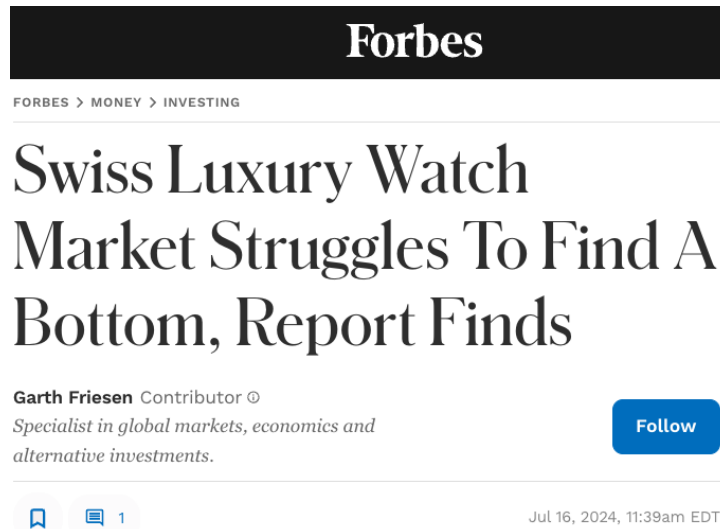 Forbes
FORBES > MONEY > INVESTING
Swiss Luxury Watch
Market Struggles To Find A
Bottom, Report Finds
Garth Friesen Contributor
Specialist in global markets, economics and
alternative investments.
Follow
1
Jul 16, 2024, 11:39am EDT